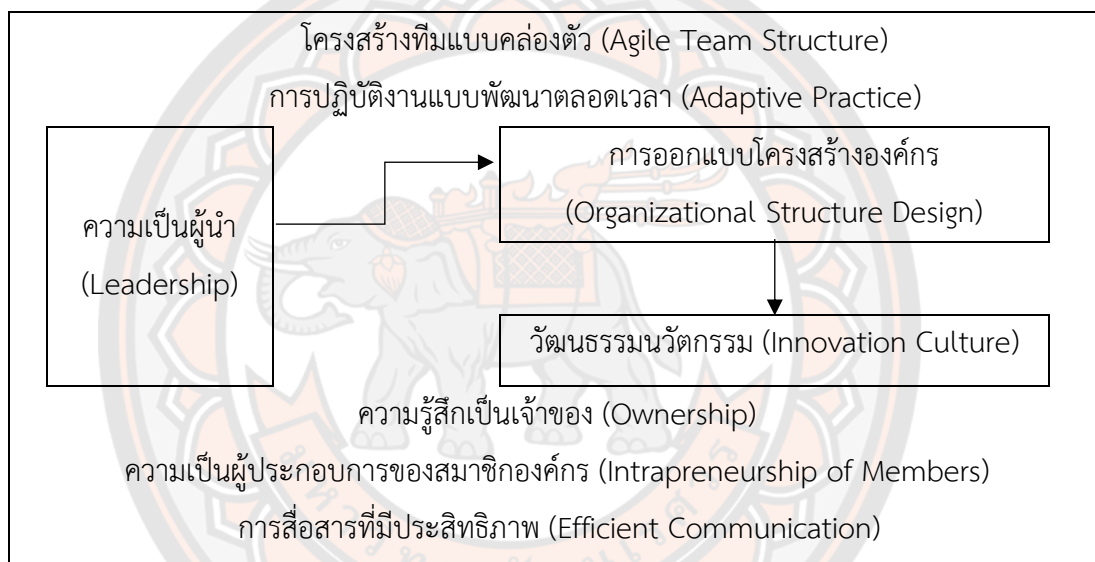 โครงสร้างทีมแบบคล่องตัว (Agile Team Structure)
การปฏิบัติงานแบบพัฒนาตลอดเวลา (Adaptive Practice)
ความเป็นผู้นำ
(Leadership)
การออกแบบโครงสร้างองค์กร
(Organizational Structure Design)
วัฒนธรรมนวัตกรรม (Innovation Culture)
ความรู้สึกเป็นเจ้าของ (Ownership)
ความเป็นผู้ประกอบการของสมาชิกองค์กร (Intrapreneurship of Members)
การสื่อสารที่มีประสิทธิภาพ (Efficient Communication)